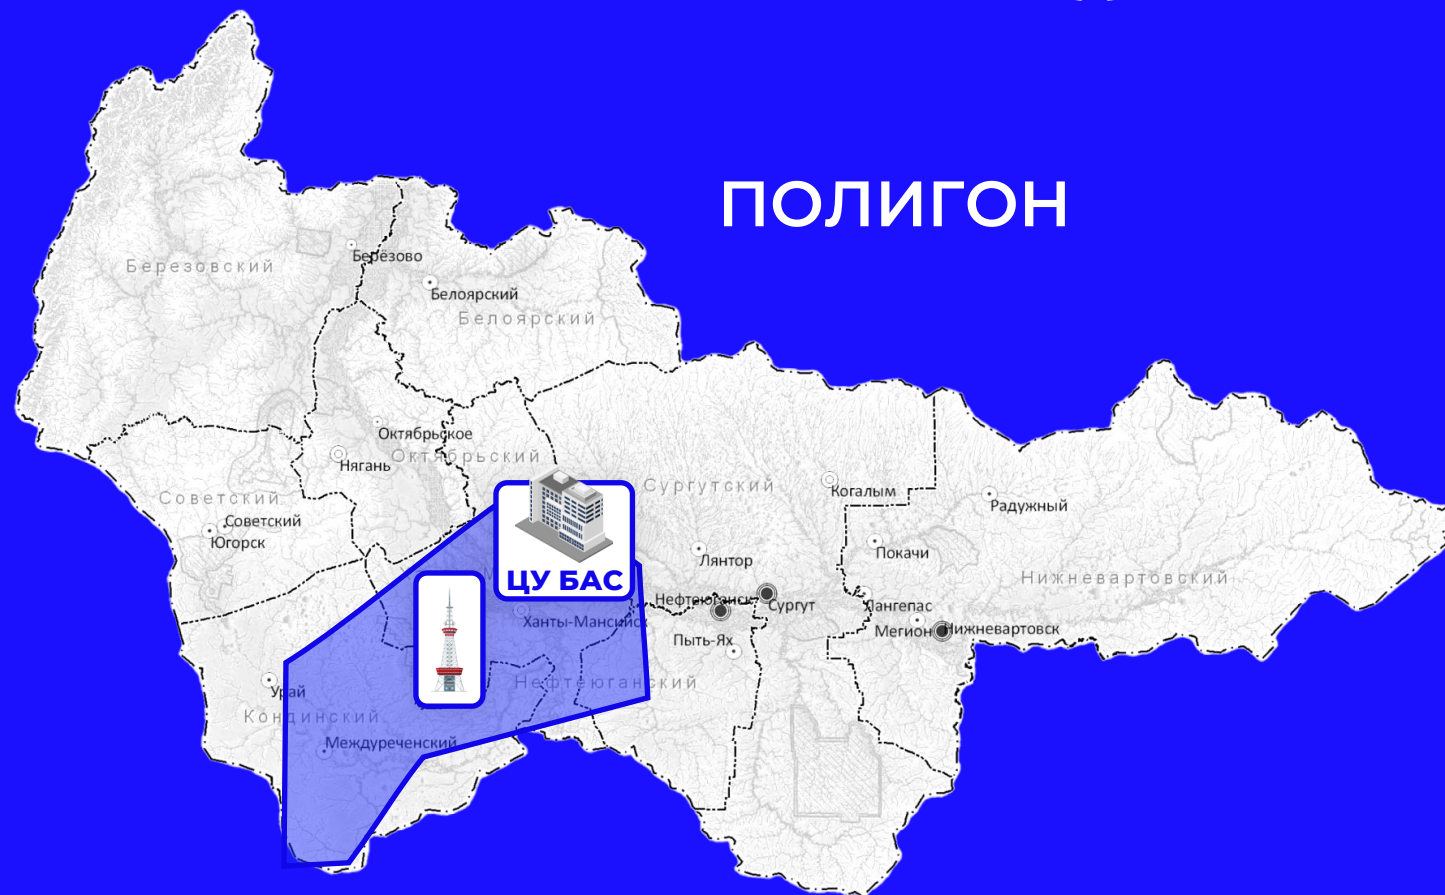 ПОЛИГОН
Берёзово
Березовский
Белоярский
Белоярский
Октябрьское
Октябрьский
Нягань
Советский
Советский
Югорск
Сургутский
Когалым
Радужный
Покачи
Лянтор
ЦУ БАС
Нижневартовский
Нефтеюганск
Сургут
Лангепас
Ханты-Мансийск
Мегион
Нижневартовск
Пыть-Ях
Нефтеюганский
Урай
Кондинский
Междуреченский